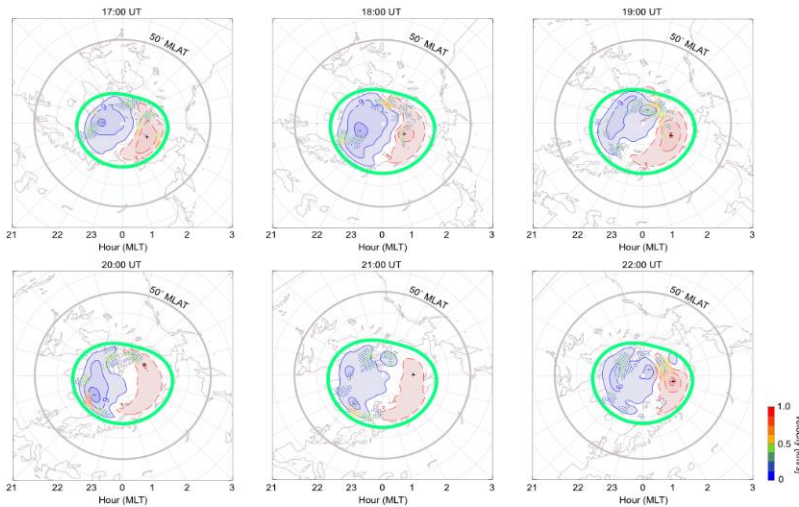 17:00 UT 18:00 UT 19:00 UT
50° MLAT 50° MLAT 50° MLAT
21 22 23 0 1 2 3 21 22 23 0 1 2 3 21 22 23 0 1 2 3
Hour (MLT) Hour (MLT) Hour (MLT)
20:00 UT 21:00 UT 22:00 UT
50° MLAT 50° MLAT 50° MLAT
1.0
0.5
0
Velocity [km/s]
21 22 23 0 1 2 3 21 22 23 0 1 2 3 21 22 23 0 1 2 3
Hour (MLT) Hour (MLT) Hour (MLT)